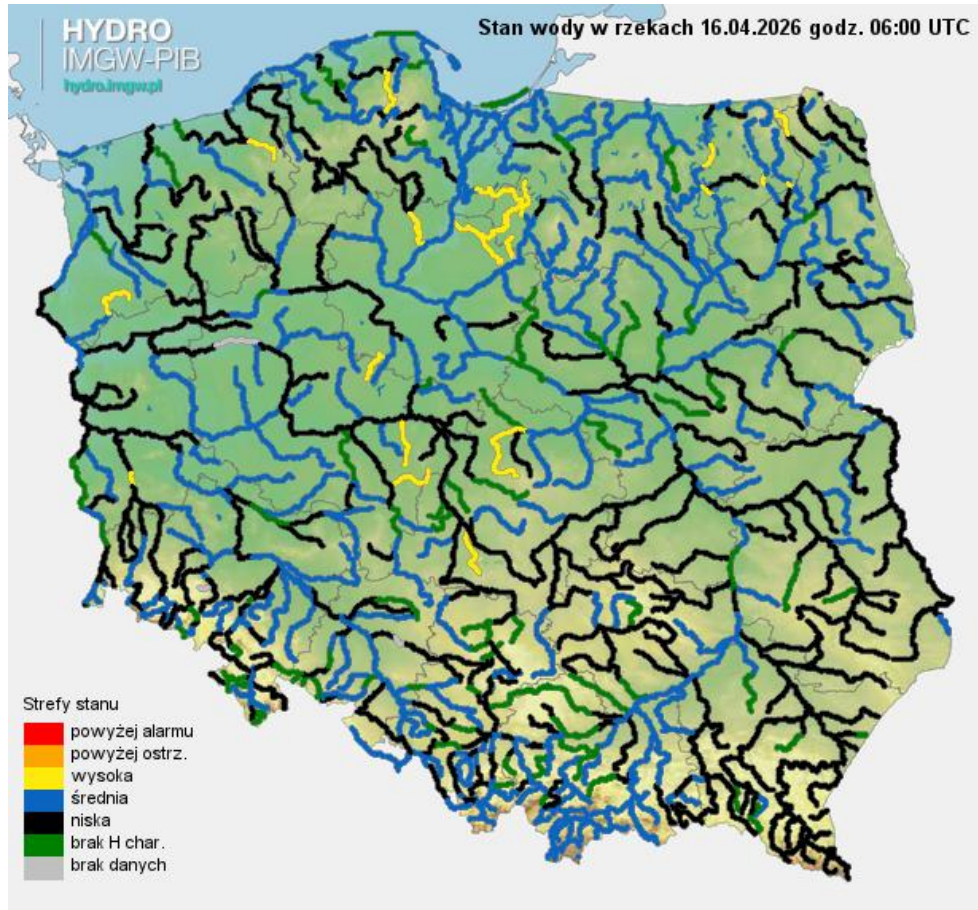 HYDRO
IMGW-PIB
hydro.imgw.pl
Stan wody w rzekach 16.04.2026 godz. 06:00 UTC
Strefy stanu
powyżej alarmu
powyżej ostrz.
wysoka
średnia
niska
brak H char.
brak danych